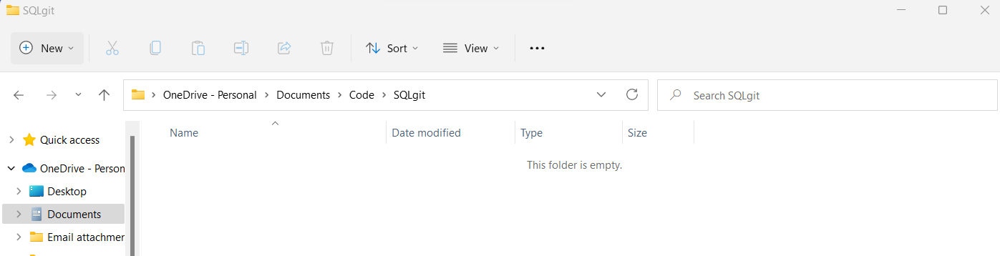 SQLgit
New Sort View
OneDrive - Personal Documents Code SQLgit Search SQLgit
Name Date modified Type Size
This folder is empty.
Quick access
OneDrive - Person
Desktop
Documents
Email attachmen